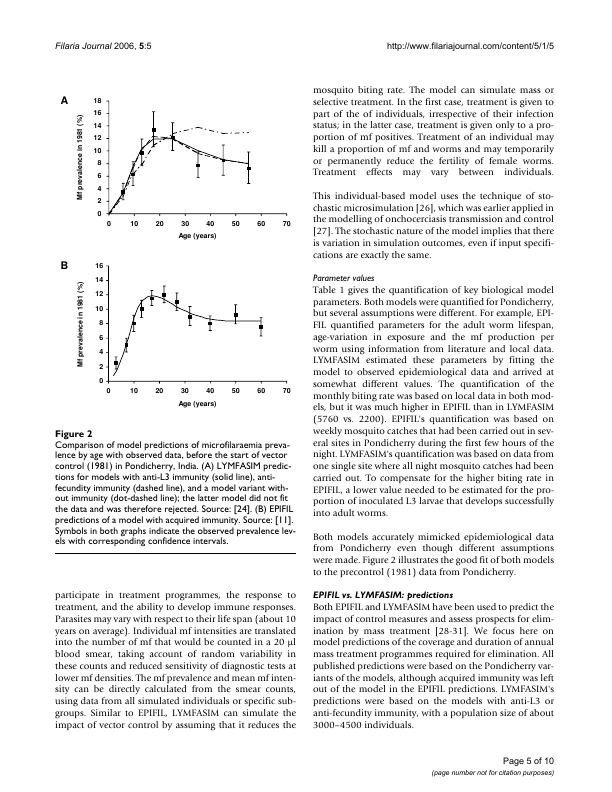 Filaria Journal 2006, 5:5
http://www.filariajournal.com/content/5/1/5
A
Mf prevalence in 1981 (%)
18
16
14
12
10
8
6
4
2
0
0 10 20 30 40 50 60 70
Age (years)
B
Mf prevalence in 1981 (%)
16
14
12
10
8
6
4
2
0
0 10 20 30 40 50 60 70
Age (years)
Figure 2
Comparison of model predictions of microfilaraemia preva-
lence by age with observed data, before the start of vector
control (1981) in Pondicherry, India. (A) LYMFASIM predic-
tions for models with anti-L3 immunity (solid line), anti-
fecundity immunity (dashed line), and a model variant with-
out immunity (dot-dashed line); the latter model did not fit
the data and was therefore rejected. Source: [24]. (B) EPIFIL
predictions of a model with acquired immunity. Source: [11].
Symbols in both graphs indicate the observed prevalence lev-
els with corresponding confidence intervals.
participate in treatment programmes, the response to
treatment, and the ability to develop immune responses.
Parasites may vary with respect to their life span (about 10
years on average). Individual mf intensities are translated
into the number of mf that would be counted in a 20 μl
blood smear, taking account of random variability in
these counts and reduced sensitivity of diagnostic tests at
lower mf densities. The mf prevalence and mean mf inten-
sity can be directly calculated from the smear counts,
using data from all simulated individuals or specific sub-
groups. Similar to EPIFIL, LYMFASIM can simulate the
impact of vector control by assuming that it reduces the
mosquito biting rate. The model can simulate mass or
selective treatment. In the first case, treatment is given to
part of the of individuals, irrespective of their infection
status; in the latter case, treatment is given only to a pro-
portion of mf positives. Treatment of an individual may
kill a proportion of mf and worms and may temporarily
or permanently reduce the fertility of female worms.
Treatment effects may vary between individuals.
This individual-based model uses the technique of sto-
chastic microsimulation [26], which was earlier applied in
the modelling of onchocerciasis transmission and control
[27]. The stochastic nature of the model implies that there
is variation in simulation outcomes, even if input specifi-
cations are exactly the same.
Parameter values
Table 1 gives the quantification of key biological model
parameters. Both models were quantified for Pondicherry,
but several assumptions were different. For example, EPI-
FIL quantified parameters for the adult worm lifespan,
age-variation in exposure and the mf production per
worm using information from literature and local data.
LYMFASIM estimated these parameters by fitting the
model to observed epidemiological data and arrived at
somewhat different values. The quantification of the
monthly biting rate was based on local data in both mod-
els, but it was much higher in EPIFIL than in LYMFASIM
(5760 vs. 2200). EPIFIL's quantification was based on
weekly mosquito catches that had been carried out in sev-
eral sites in Pondicherry during the first few hours of the
night. LYMFASIM's quantification was based on data from
one single site where all night mosquito catches had been
carried out. To compensate for the higher biting rate in
EPIFIL, a lower value needed to be estimated for the pro-
portion of inoculated L3 larvae that develops successfully
into adult worms.
Both models accurately mimicked epidemiological data
from Pondicherry even though different assumptions
were made. Figure 2 illustrates the good fit of both models
to the precontrol (1981) data from Pondicherry.
EPIFIL vs. LYMFASIM: predictions
Both EPIFIL and LYMFASIM have been used to predict the
impact of control measures and assess prospects for elim-
ination by mass treatment [28-31]. We focus here on
model predictions of the coverage and duration of annual
mass treatment programmes required for elimination. All
published predictions were based on the Pondicherry var-
iants of the models, although acquired immunity was left
out of the model in the EPIFIL predictions. LYMFASIM's
predictions were based on the models with anti-L3 or
anti-fecundity immunity, with a population size of about
3000–4500 individuals.
Page 5 of 10
(page number not for citation purposes)